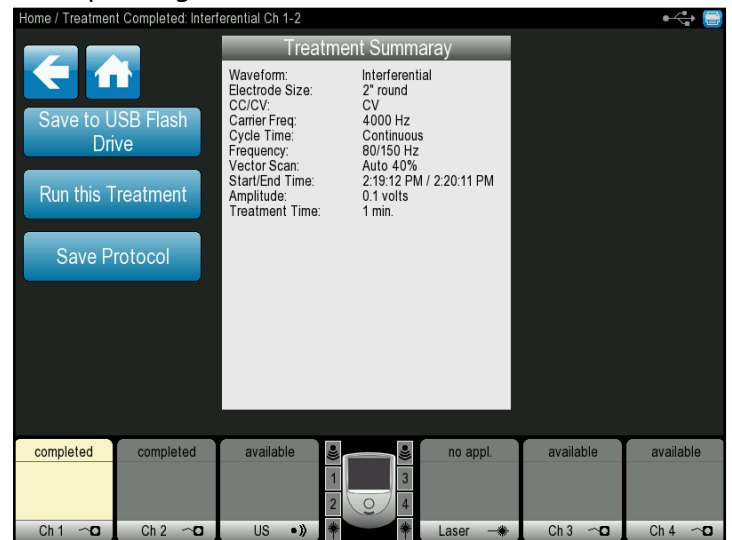 Home / Treatment Completed: Interferential Ch 1-2
Treatment Summaray
Waveform: Interferential
Electrode Size: 2" round
CC/CV: CV
Carrier Freq: 4000 Hz
Cycle Time: Continuous
Frequency: 80/150 Hz
Vector Scan: Auto 40%
Start/End Time: 2:19:12 PM / 2:20:11 PM
Amplitude: 0.1 volts
Treatment Time: 1 min.
Save to USB Flash
Drive
Run this Treatment
Save Protocol
completed completed available no appl. available available
1 3
2 4
Ch 1 Ch 2 US Laser Ch 3 Ch 4